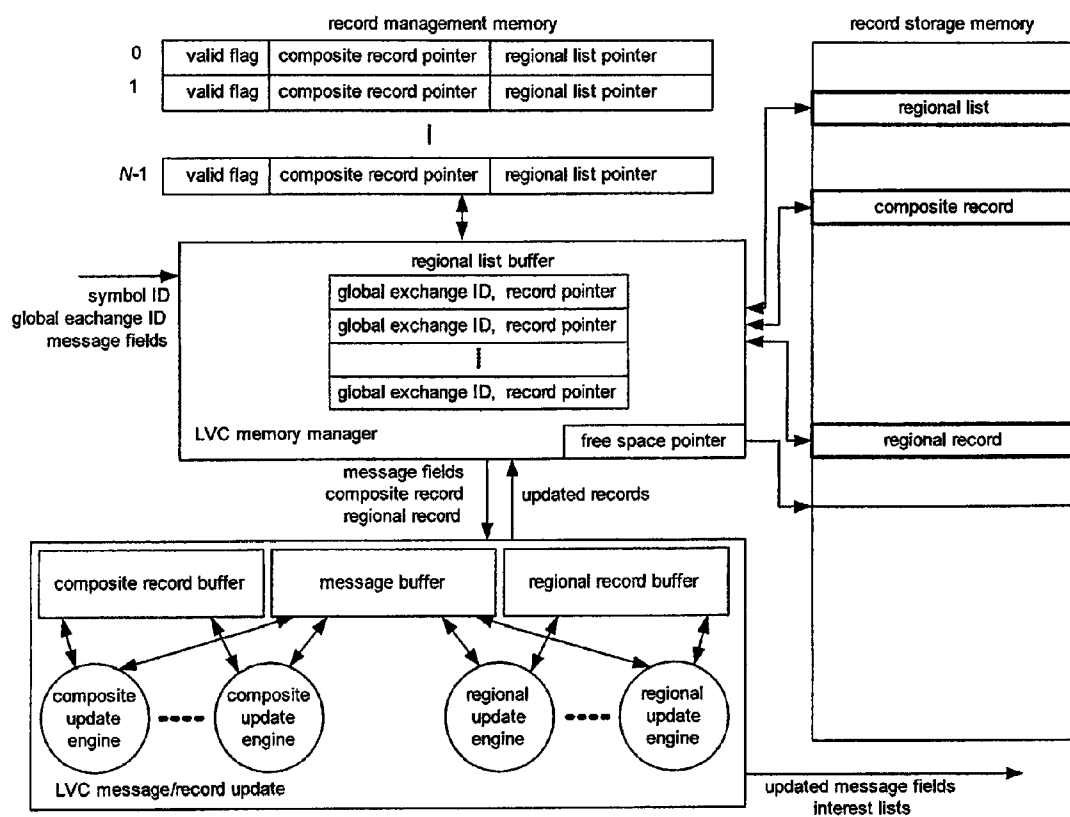 record management memory
record storage memory
0 valid flag composite record pointer regional list pointer
1 valid flag composite record pointer regional list pointer
N-1 valid flag composite record pointer regional list pointer
regional list
composite record
regional record
symbol ID
global eachange ID
message fields
regional list buffer
global exchange ID, record pointer
global exchange ID, record pointer
global exchange ID, record pointer
LVC memory manager
free space pointer
message fields
composite record
regional record
updated records
composite record buffer
message buffer
regional record buffer
composite
update
engine
composite
update
engine
regional
update
engine
regional
update
engine
LVC message/record update
updated message fields
interest lists